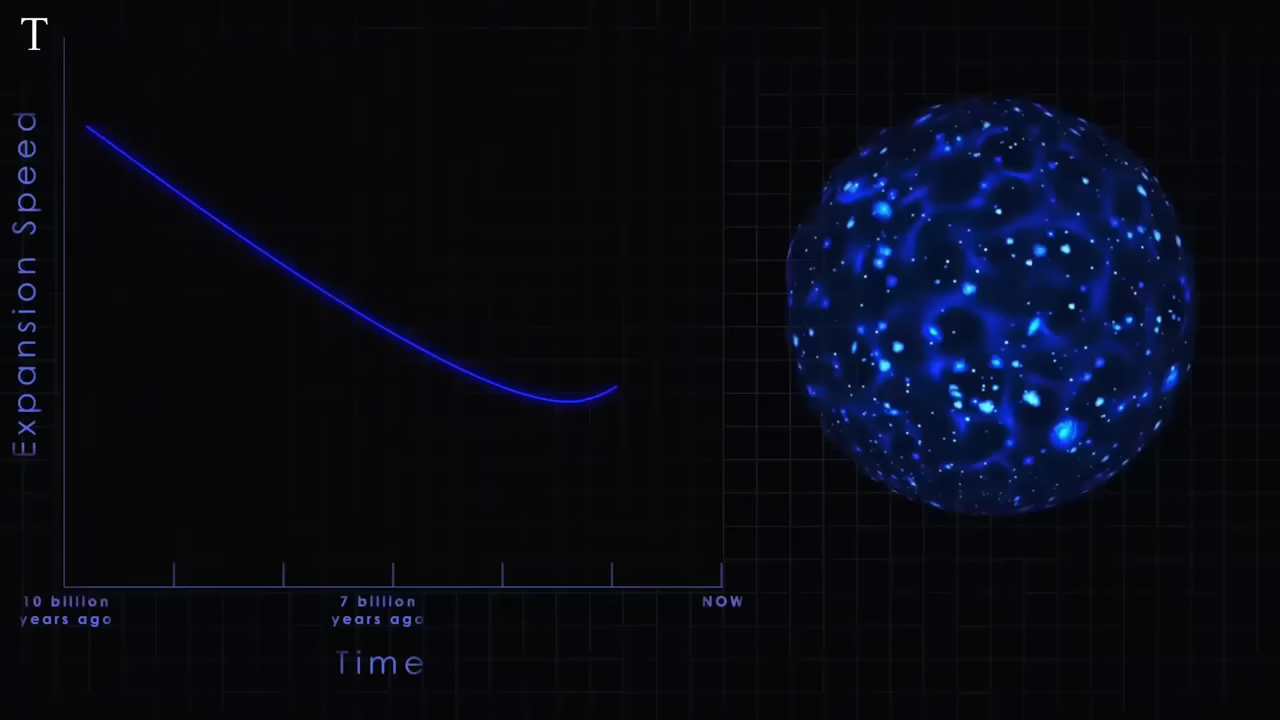 T
Expansion Speed
10 billion
years ago
7 billion
years ago
NOW
Time